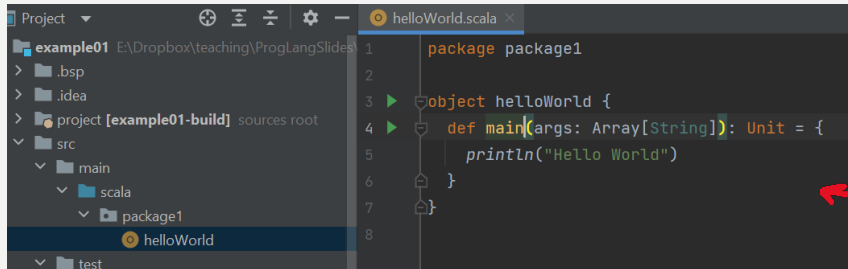 Project
example01 E:\Dropbox\teaching\ProgLangSlides\
.bsp
.idea
project [example01-build] sources root
src
main
scala
package1
helloWorld
test
helloWorld.scala
1 package package1
2
3 object helloWorld {
4 def main(args: Array[String]): Unit = {
5 println("Hello World")
6 }
7 }
8